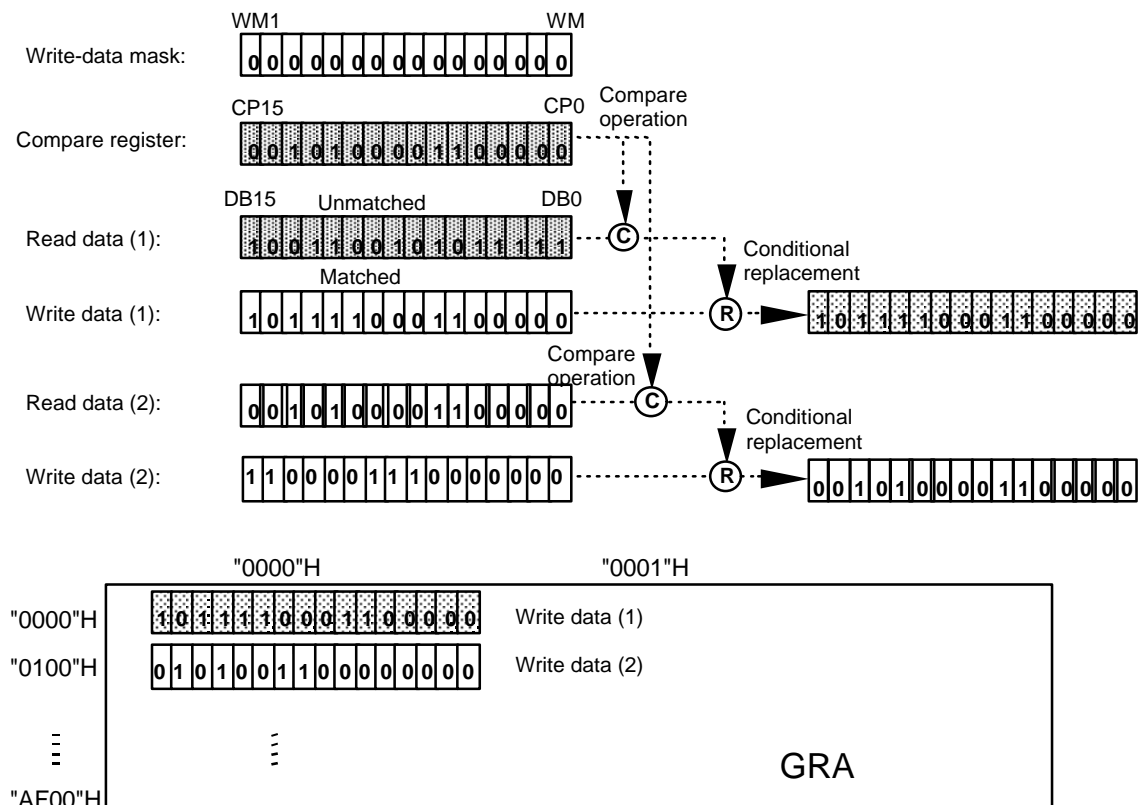 WM1 WM
Write-data mask: 0 0 0 0 0 0 0 0 0 0 0 0 0 0 0 0
CP15 CP0
Compare operation
Compare register: 0 0 1 0 1 0 0 0 0 1 1 0 0 0 0 0
DB15 Unmatched DB0
Read data (1): 1 0 0 1 1 0 0 1 0 1 0 1 1 1 1 1 C
Conditional replacement
Matched
Write data (1): 1 0 1 1 1 1 0 0 0 1 1 0 0 0 0 0 R 1 0 1 1 1 1 0 0 0 1 1 0 0 0 0 0
Compare operation
Read data (2): 0 0 1 0 1 0 0 0 0 1 1 0 0 0 0 0 C
Conditional replacement
Write data (2): 1 1 0 0 0 0 1 1 1 0 0 0 0 0 0 0 R 0 0 1 0 1 0 0 0 0 1 1 0 0 0 0 0
"0000"H "0001"H
"0000"H 1 0 1 1 1 1 0 0 0 1 1 0 0 0 0 0 Write data (1)
"0100"H 0 1 0 1 0 0 1 1 0 0 0 0 0 0 0 0 Write data (2)
GRA
"AF00"H